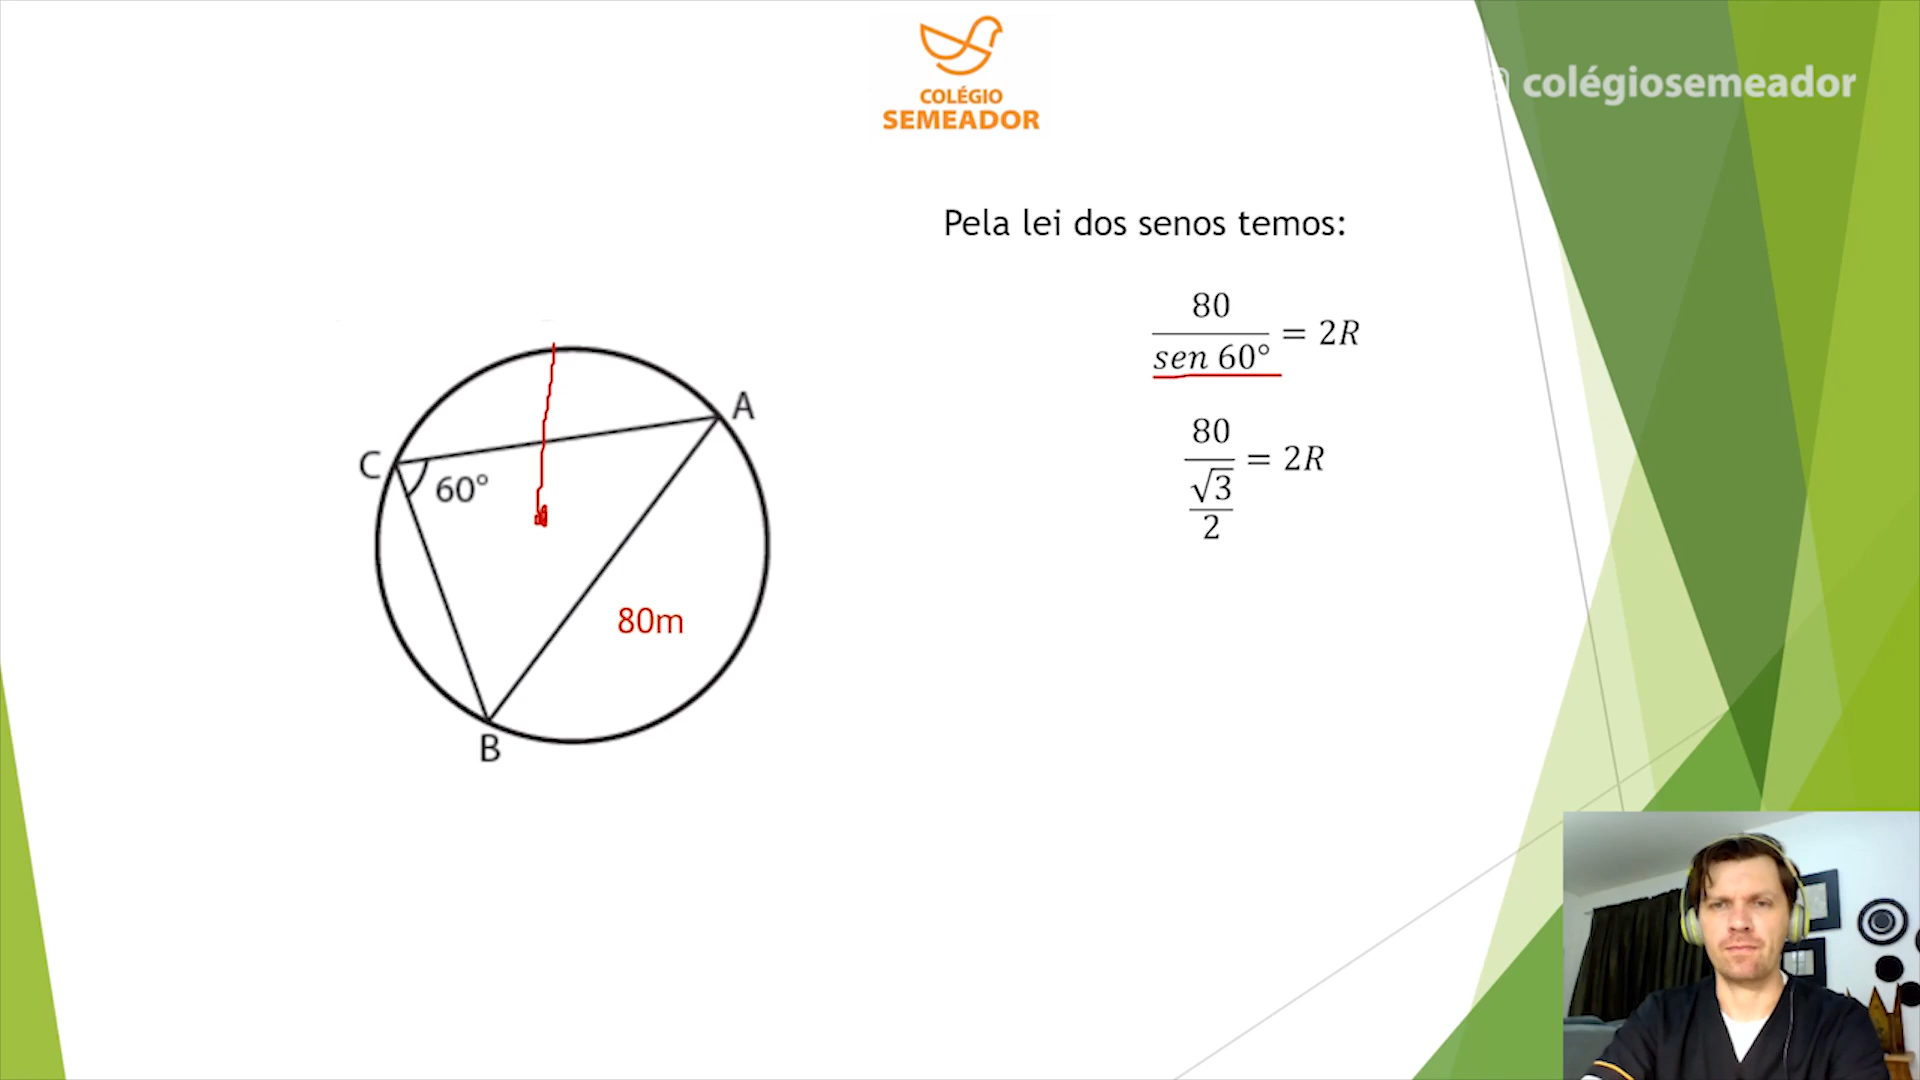 COLÉGIO
SEMEADOR
colégiosemeador
Pela lei dos senos temos:
80
sen 60° = 2R
80
√3 = 2R
2
A
C
60°
80m
B